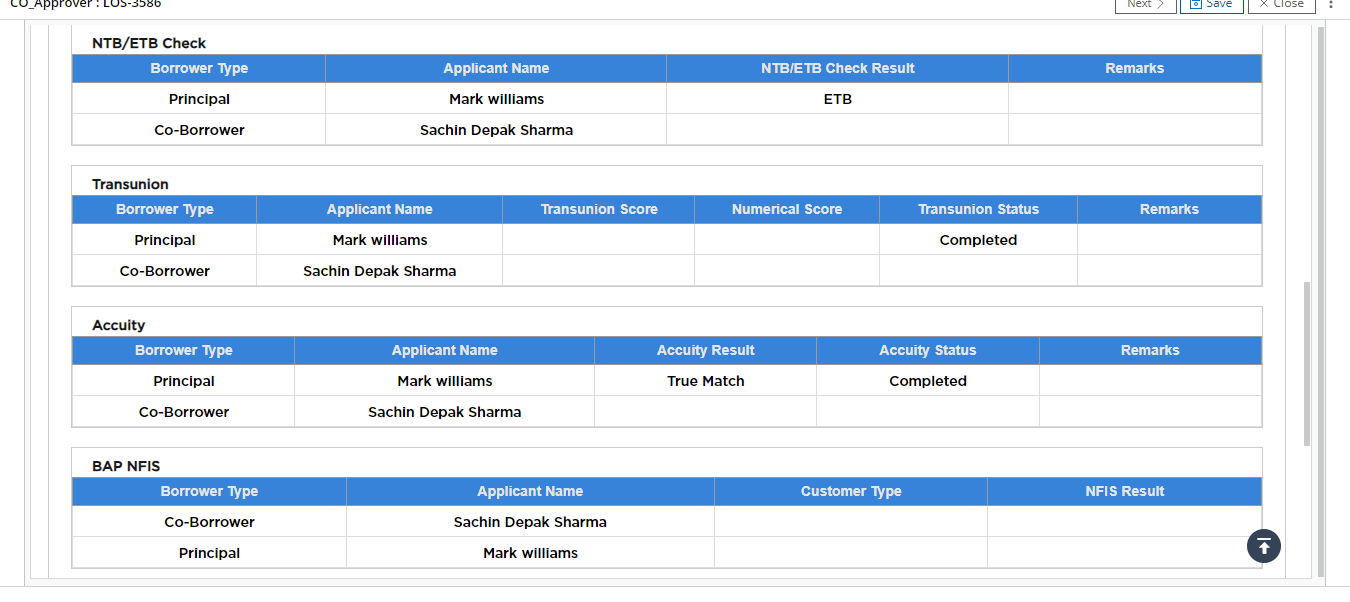 CO_Approver : LOS-3586
Next Save Close
NTB/ETB Check
Borrower Type Applicant Name NTB/ETB Check Result Remarks
Principal Mark williams ETB
Co-Borrower Sachin Depak Sharma
Transunion
Borrower Type Applicant Name Transunion Score Numerical Score Transunion Status Remarks
Principal Mark williams Completed
Co-Borrower Sachin Depak Sharma
Accuity
Borrower Type Applicant Name Accuity Result Accuity Status Remarks
Principal Mark williams True Match Completed
Co-Borrower Sachin Depak Sharma
BAP NFIS
Borrower Type Applicant Name Customer Type NFIS Result
Co-Borrower Sachin Depak Sharma
Principal Mark williams